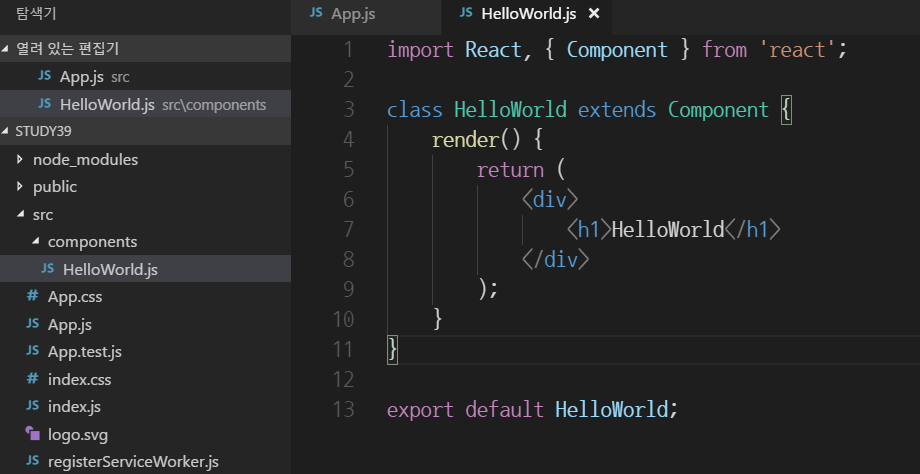 탐색기
열려 있는 편집기
JS App.js src
JS HelloWorld.js src\components
STUDY39
node_modules
public
src
components
JS HelloWorld.js
# App.css
JS App.js
JS App.test.js
# index.css
JS index.js
logo.svg
JS registerServiceWorker.js
JS App.js
JS HelloWorld.js ×
1 import React, { Component } from 'react';
2
3 class HelloWorld extends Component {
4 render() {
5 return (
6 <div>
7 <h1>HelloWorld</h1>
8 </div>
9 );
10 }
11 }
12
13 export default HelloWorld;